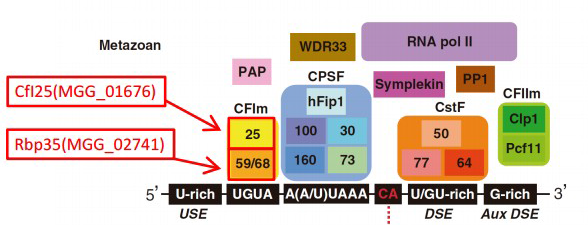 Metazoan
WDR33
RNA pol II
PAP
CPSF
Symplekin
PP1
CfI25(MGG_01676)
CFIm
hFip1
CstF
CFIIm
25
100
30
50
Clp1
Rbp35(MGG_02741)
59/68
160
73
77
64
Pcf11
5'
U-rich
UGUA
A(A/U)UAAA
CA
U/GU-rich
G-rich
3'
USE
DSE
Aux DSE